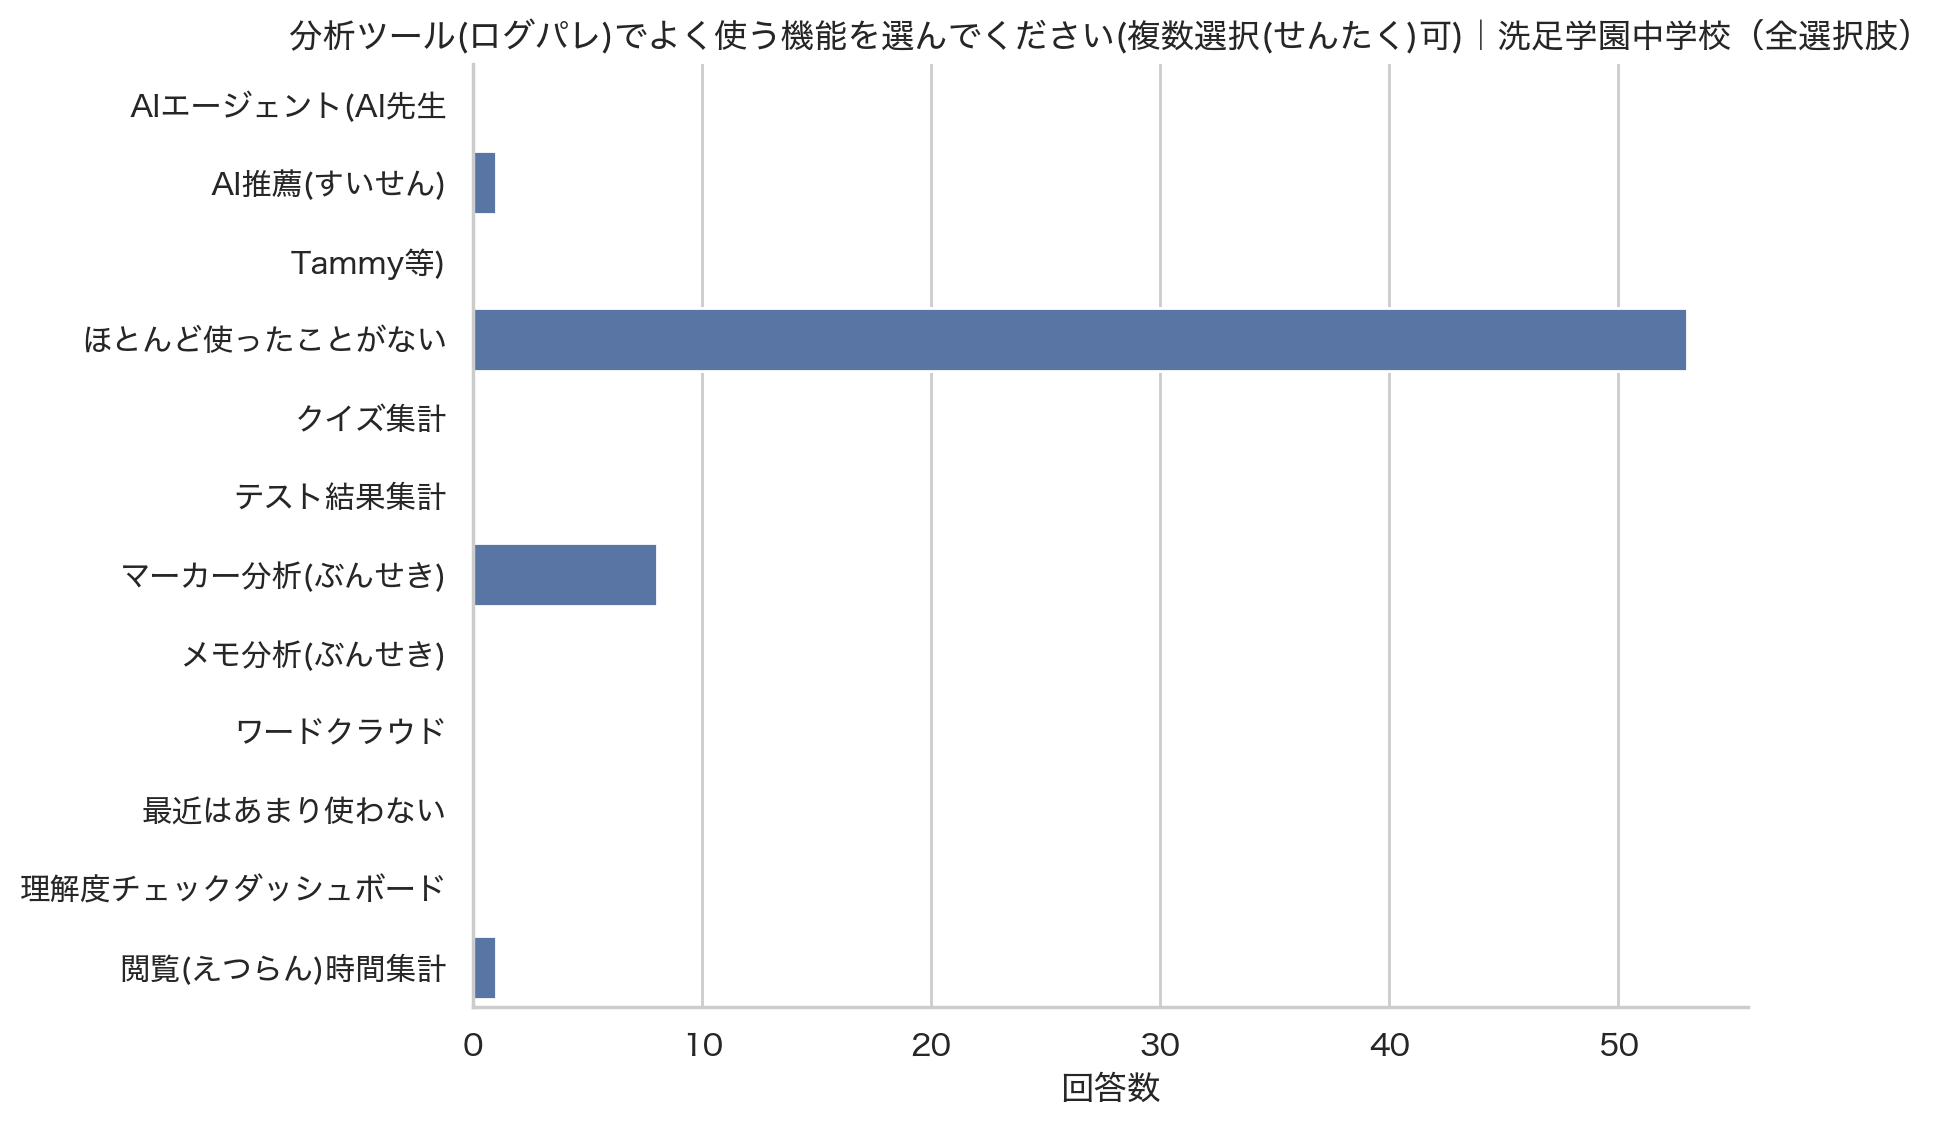 分析ツール(ログパレ)でよく使う機能を選んでください(複数選択(せんたく)可)｜洗足学園中学校（全選択肢）
AIエージェント(AI先生
AI推薦(すいせん)
Tammy等)
ほとんど使ったことがない
クイズ集計
テスト結果集計
マーカー分析(ぶんせき)
メモ分析(ぶんせき)
ワードクラウド
最近はあまり使わない
理解度チェックダッシュボード
閲覧(えつらん)時間集計
0 10 20 30 40 50
回答数